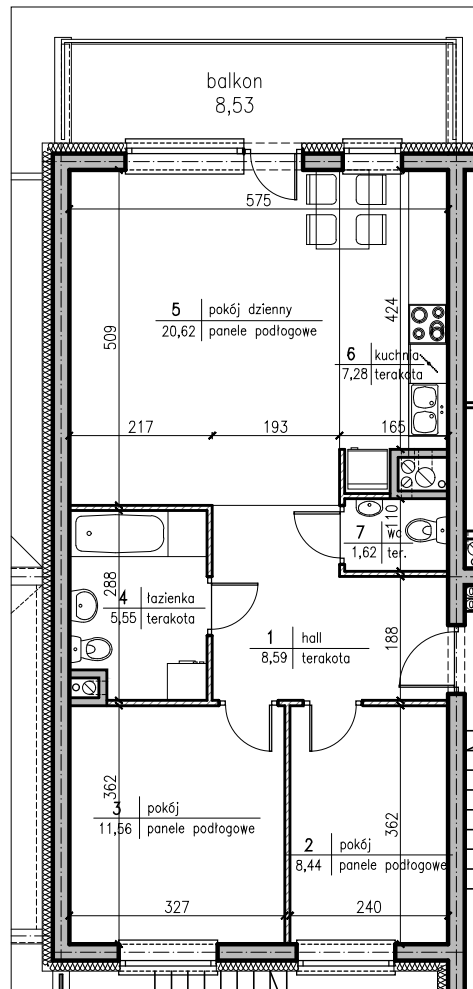 balkon
8,53
575
5 pokój dzienny
20,62 panele podłogowe
509
424
6 kuchnia
7,28 terakota
217 193 165
110
7 wc
1,62 ter.
288
4 łazienka
5,55 terakota
1 hall
8,59 terakota
188
362
3 pokój
11,56 panele podłogowe
362
2 pokój
8,44 panele podłogowe
327 240